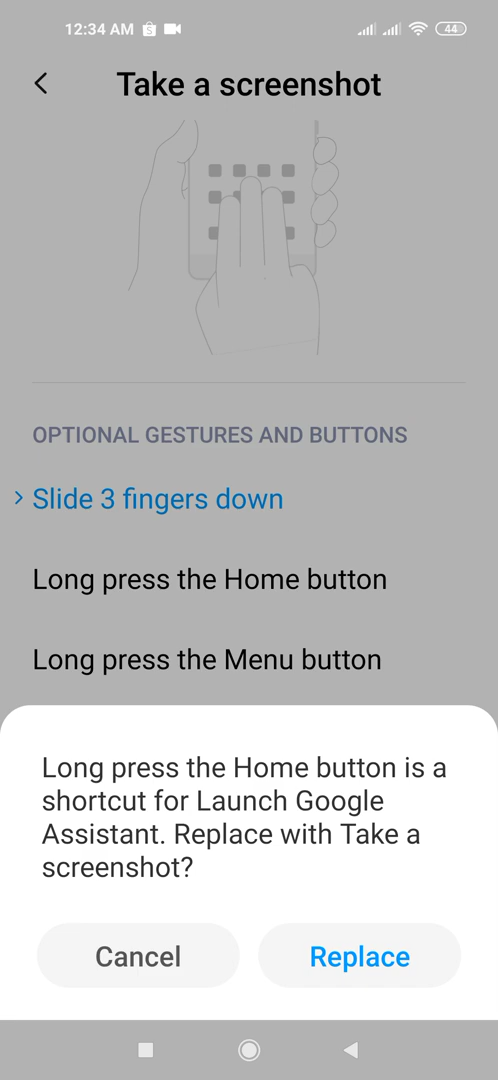 12:34 AM
44
Take a screenshot
OPTIONAL GESTURES AND BUTTONS
Slide 3 fingers down
Long press the Home button
Long press the Menu button
Long press the Home button is a
shortcut for Launch Google
Assistant. Replace with Take a
screenshot?
Cancel
Replace